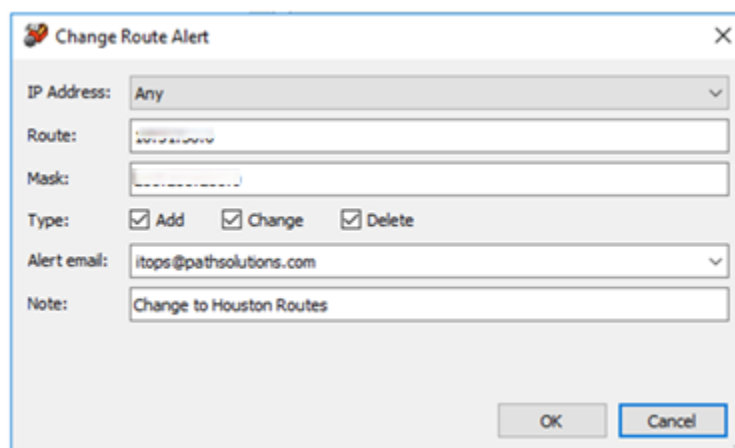 Change Route Alert
IP Address: Any
Route:
Mask:
Type: Add Change Delete
Alert email: itops@pathsolutions.com
Note: Change to Houston Routes
OK Cancel